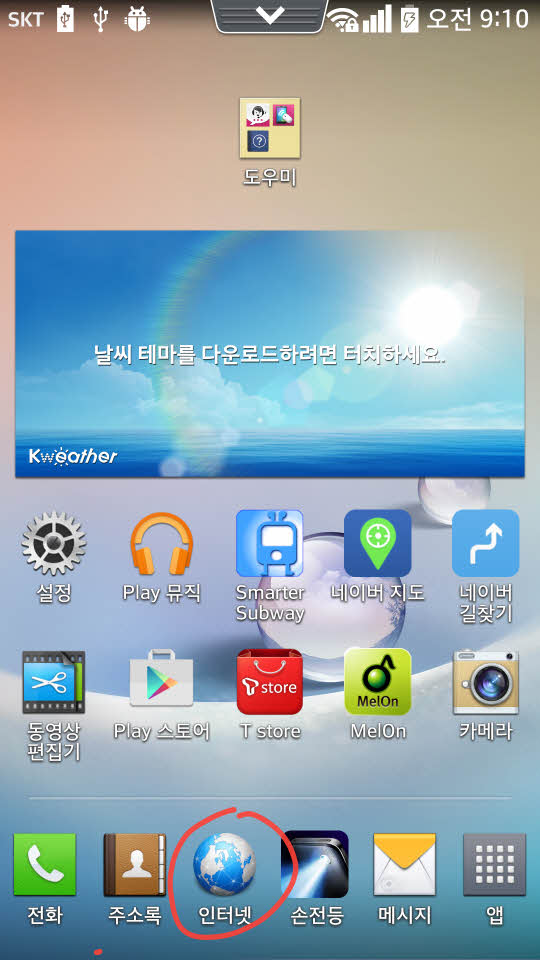 SKT 오전 9:10
도우미
날씨 테마를 다운로드하려면 터치하세요.
Kweather
설정 Play 뮤직 Smarter Subway 네이버 지도 네이버 길찾기
T store MelOn
동영상 편집기 Play 스토어 T store MelOn 카메라
전화 주소록 인터넷 손전등 메시지 앱